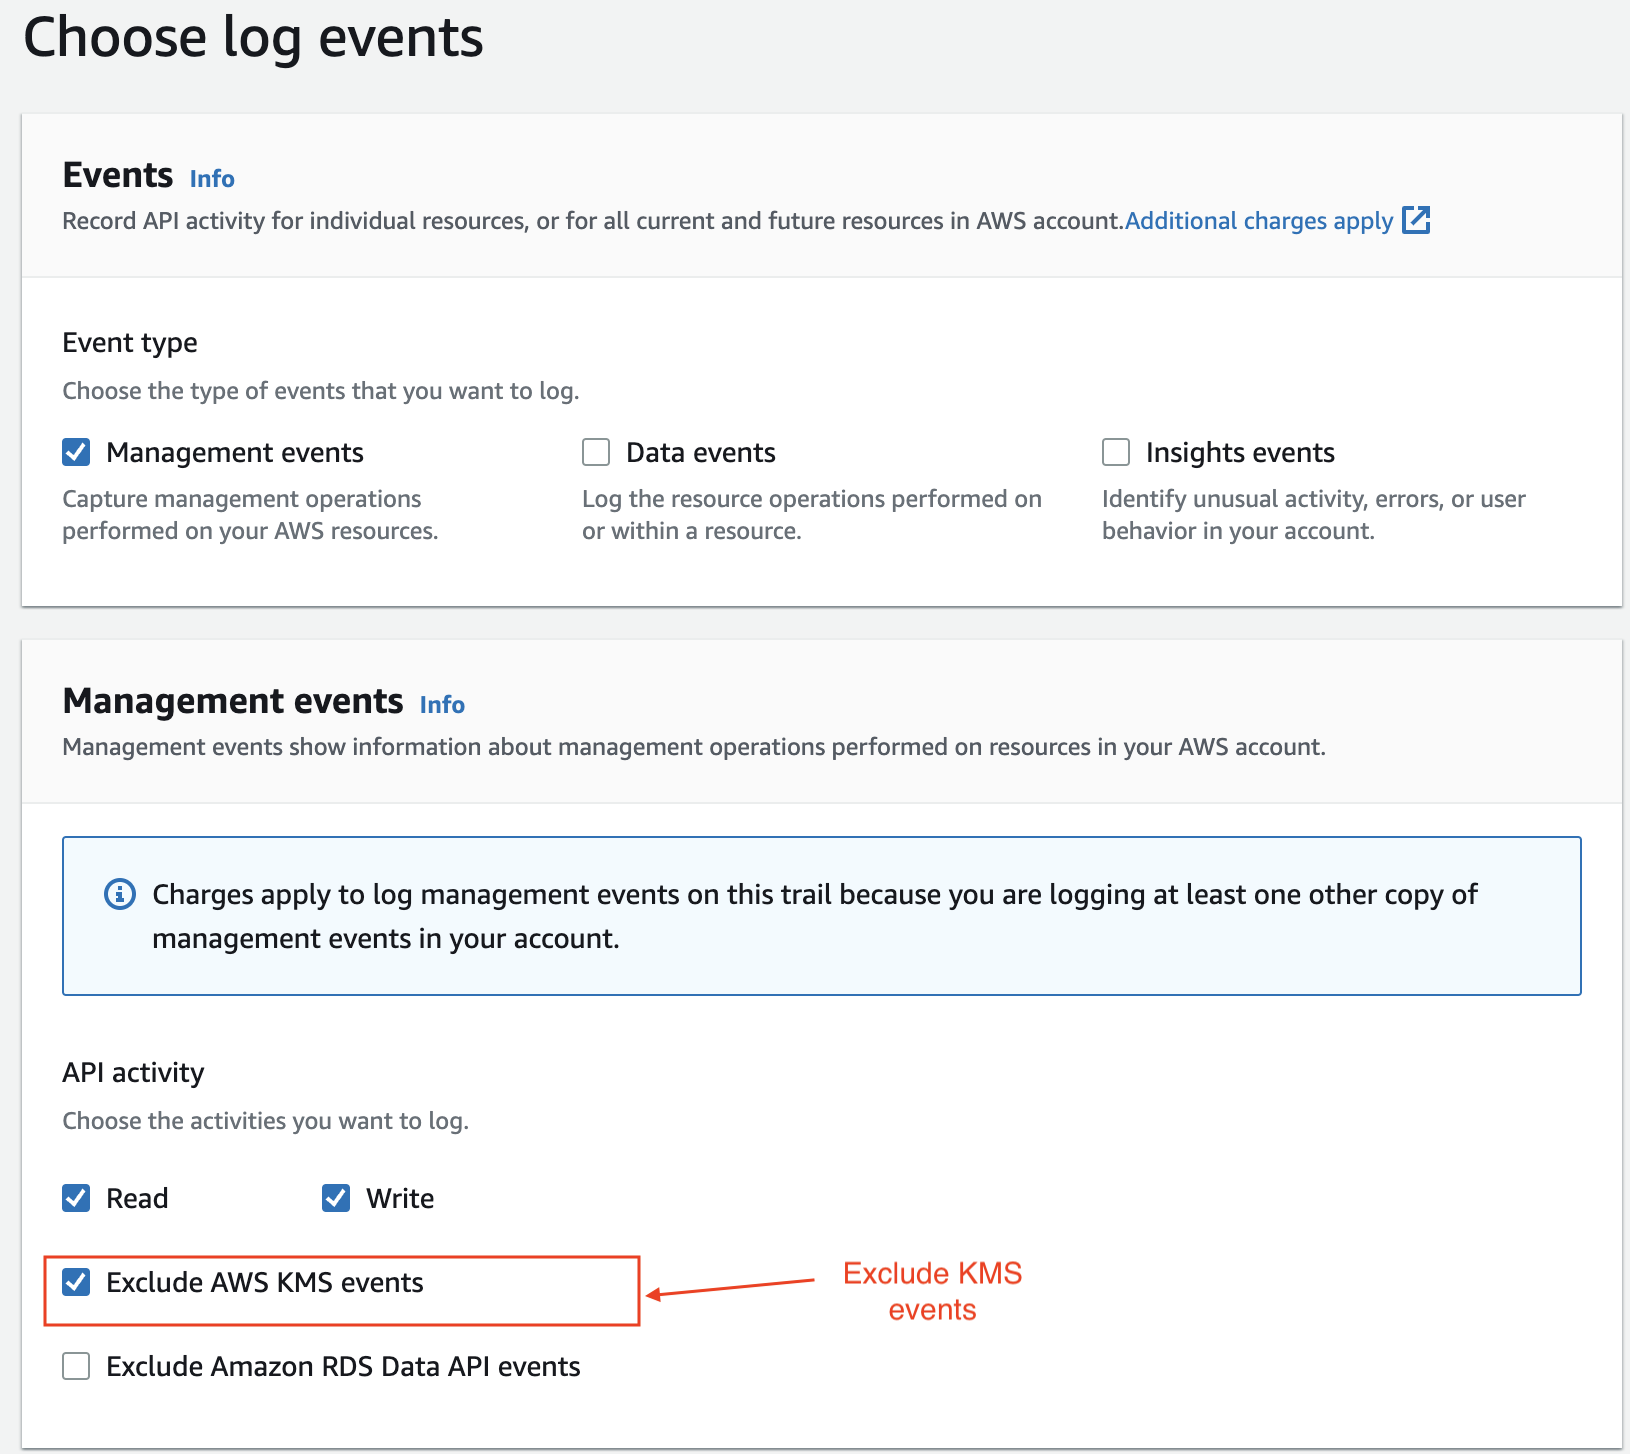 Choose log events
Events Info
Record API activity for individual resources, or for all current and future resources in AWS account.Additional charges apply
Event type
Choose the type of events that you want to log.
Management events
Capture management operations
performed on your AWS resources.
Data events
Log the resource operations performed on
or within a resource.
Insights events
Identify unusual activity, errors, or user
behavior in your account.
Management events Info
Management events show information about management operations performed on resources in your AWS account.
Charges apply to log management events on this trail because you are logging at least one other copy of
management events in your account.
API activity
Choose the activities you want to log.
Read Write
Exclude AWS KMS events
Exclude KMS
events
Exclude Amazon RDS Data API events